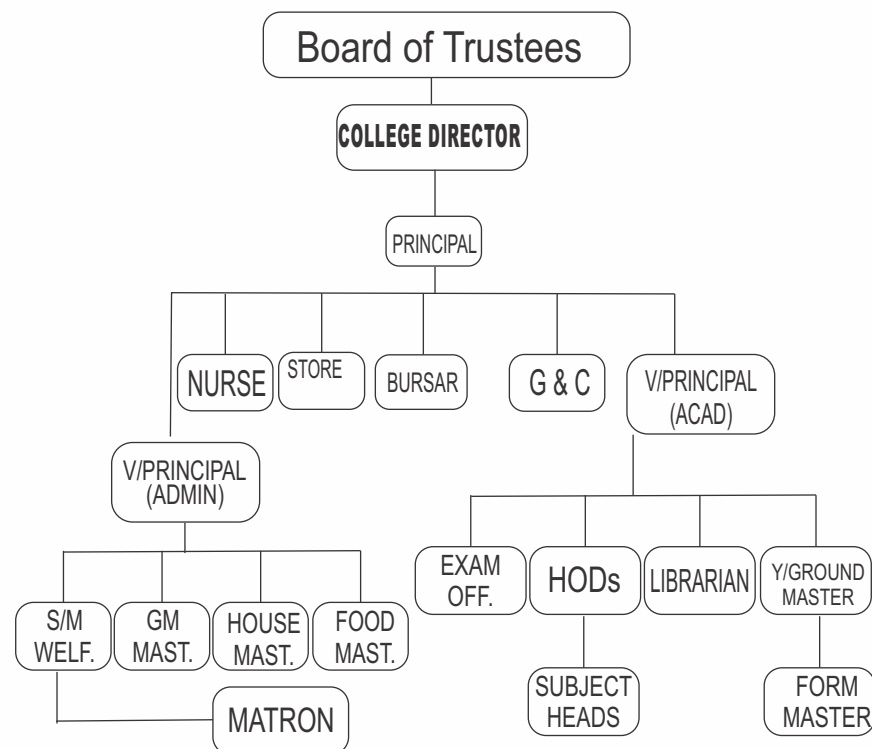 Board of Trustees
COLLEGE DIRECTOR
PRINCIPAL
NURSE
STORE
BURSAR
G & C
V/PRINCIPAL
(ACAD)
V/PRINCIPAL
(ADMIN)
EXAM
OFF.
HODs
LIBRARIAN
Y/GROUND
MASTER
S/M
WELF.
GM
MAST.
HOUSE
MAST.
FOOD
MAST.
SUBJECT
HEADS
FORM
MASTER
MATRON